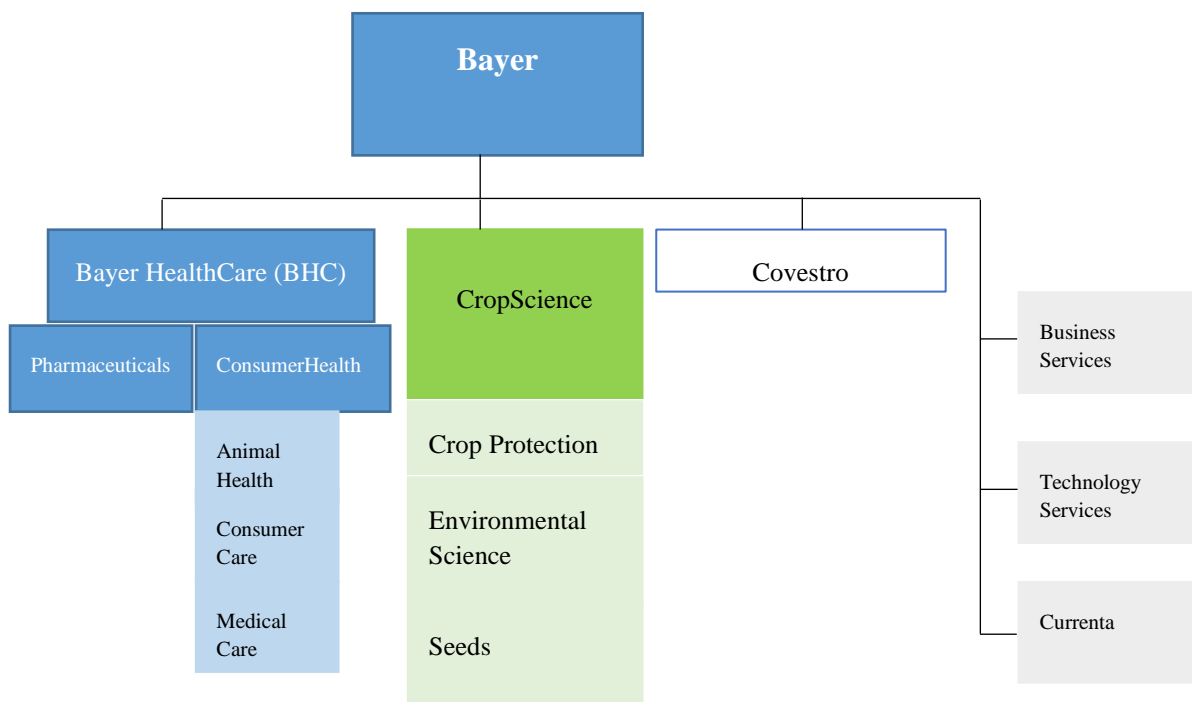 Bayer
Bayer HealthCare (BHC)
Pharmaceuticals
ConsumerHealth
Animal
Health
Consumer
Care
Medical
Care
CropScience
Crop Protection
Environmental
Science
Seeds
Covestro
Business
Services
Technology
Services
Currenta